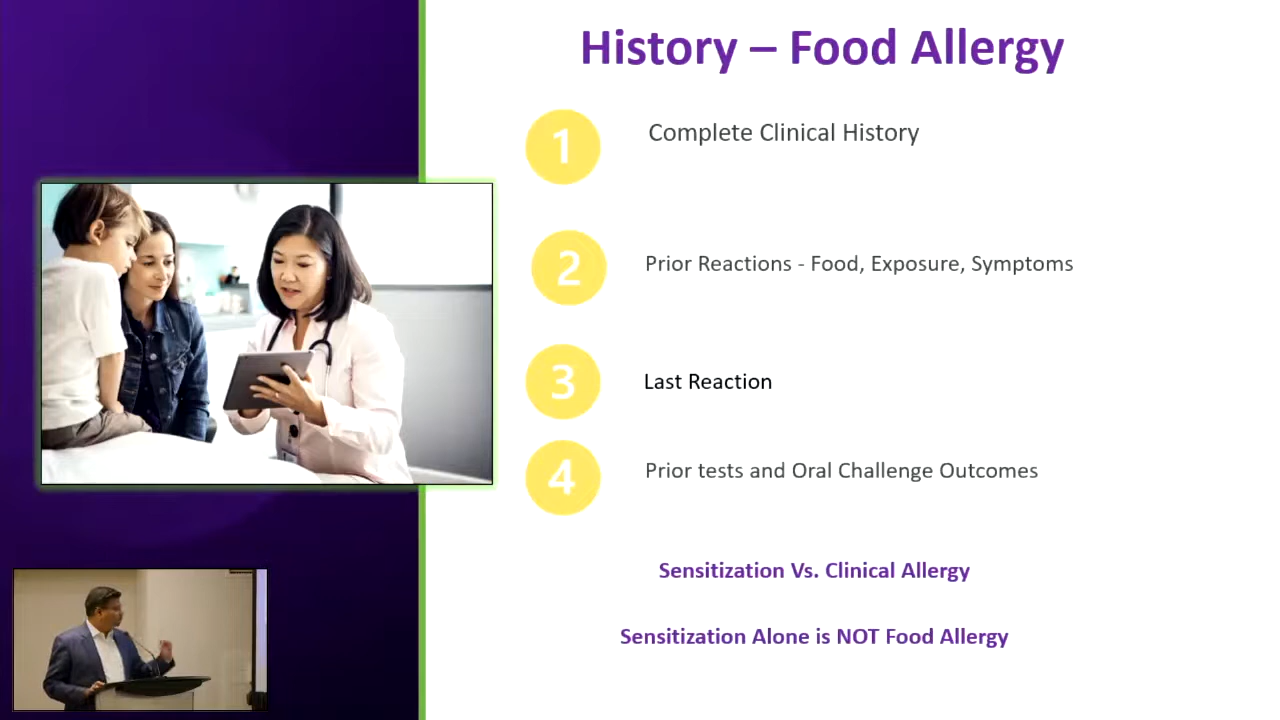 History – Food Allergy
1
Complete Clinical History
2
Prior Reactions - Food, Exposure, Symptoms
3
Last Reaction
4
Prior tests and Oral Challenge Outcomes
Sensitization Vs. Clinical Allergy
Sensitization Alone is NOT Food Allergy